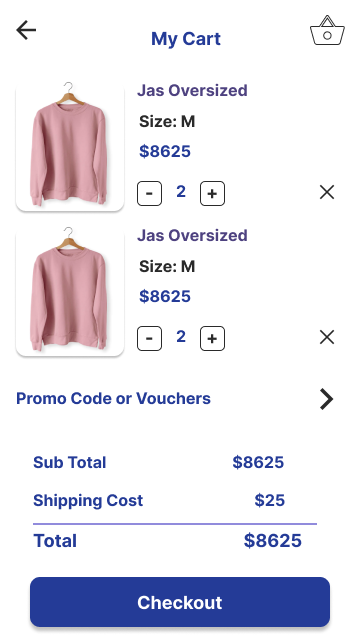 My Cart
Jas Oversized
Size: M
$8625
- 2 +
Jas Oversized
Size: M
$8625
- 2 +
Promo Code or Vouchers
Sub Total $8625
Shipping Cost $25
Total $8625
Checkout